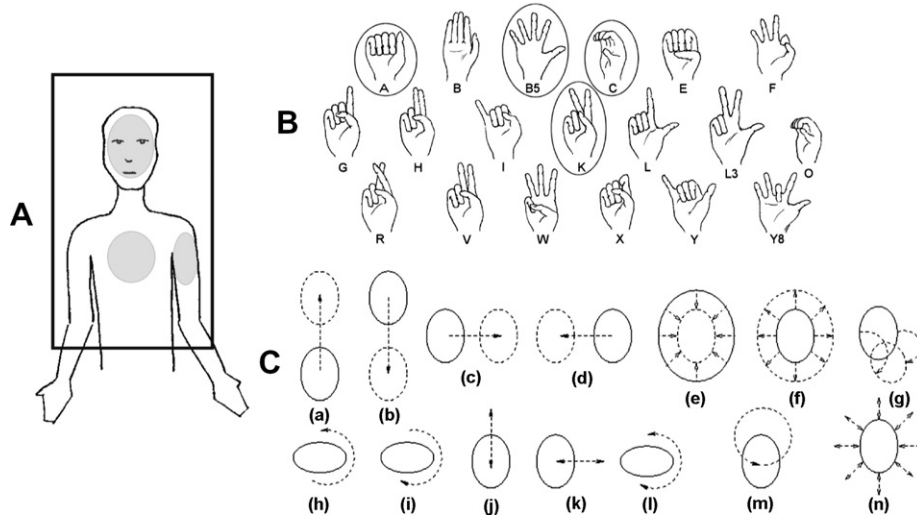 A
B
A B B5 C E F
G H I K L L3 O
R V W X Y Y8
C
(a) (b) (c) (d) (e) (f) (g)
(h) (i) (j) (k) (l) (m) (n)